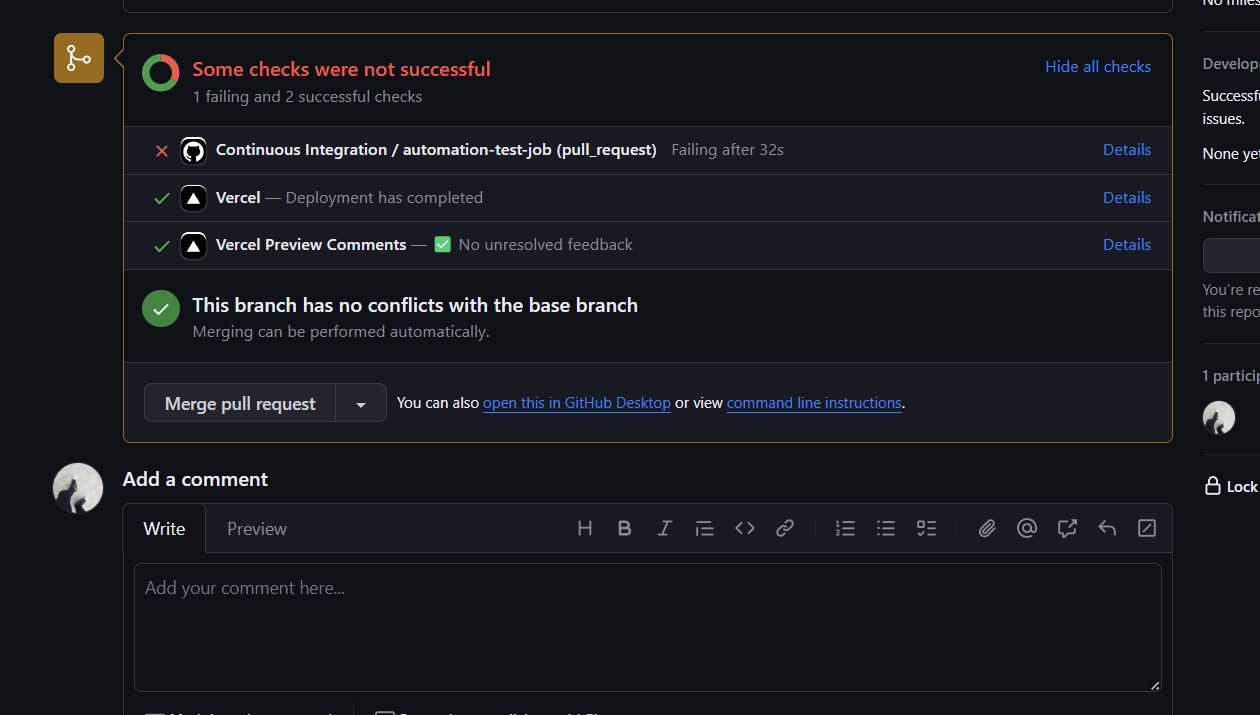 No miles
Some checks were not successful
Hide all checks
1 failing and 2 successful checks
Continuous Integration / automation-test-job (pull_request) Failing after 32s Details
Vercel — Deployment has completed Details
Vercel Preview Comments — ✅ No unresolved feedback Details
This branch has no conflicts with the base branch
Merging can be performed automatically.
Merge pull request
You can also open this in GitHub Desktop or view command line instructions.
Add a comment
Write Preview
Add your comment here...
Develop
Successf
issues.
None ye
Notificat
You're re
this repo
1 particip
Lock